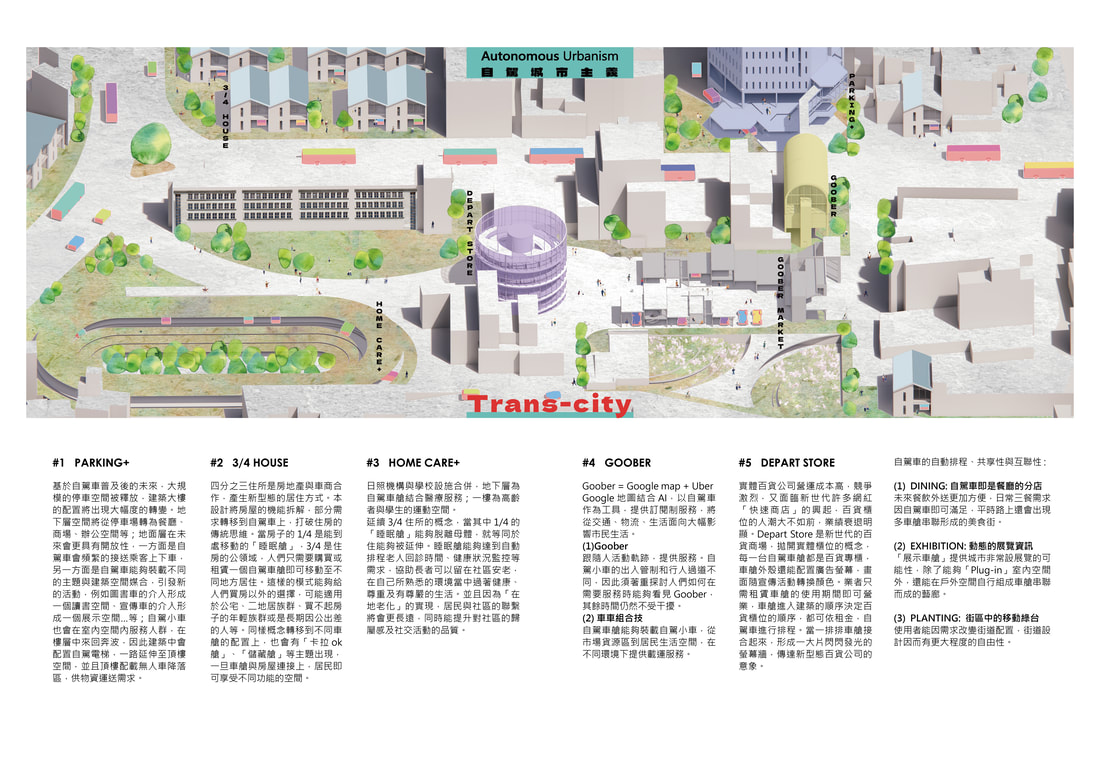 Autonomous Urbanism
自駕城市主義
3/4 HOUSE
PARKING+
DEPART STORE
GOOBER
GOOBER MARKET
HOME CARE+
Trans-city
#1 PARKING+
基於自駕車普及後的未來，大規
模的停車空間被釋放，建築大樓
的配置將出現大幅度的轉變。地
下層空間將從停車場轉為餐廳、
商場、辦公空間等；地面層在未
來會更具有開放性，一方面是自
駕車會頻繁的接送乘客上下車，
另一方面是自駕車能夠裝載不同
的主題與建築空間媒合，引發新
的活動，例如圖書車的介入形成
一個讀書空間，宣傳車的介入形
成一個展示空間...等；自駕小車
也會在室內空間內服務人群，在
樓層中來回奔波，因此建築中會
配置自駕電梯，一路延伸至頂樓
空間，並且頂樓配載無人車降落
區，供物資運送需求。
#2 3/4 HOUSE
四分之三住所是房地產與車商合
作，產生新型態的居住方式。本
設計將房屋的機能拆解，部分需
求轉移到自駕車上，打破住房的
傳統思維。當房子的1/4是能到
處移動的「睡眠艙」，3/4是住
房的公領域，人們只需要購買或
租賃一個自駕車艙即可移動至不
同地方居住。這樣的模式能夠給
人們買房以外的選擇，可能適用
於公宅、二地居族群，買不起房
子的年輕族群或是長期因公出差
的人等。同樣概念轉移到不同車
艙的配置上，也會有「卡拉ok
艙」、「儲藏艙」等主題出現，
一旦車艙與房屋連接上，居民即
可享受不同功能的空間。
#3 HOME CARE+
日照機構與學校設施合併，地下層為
自駕車艙結合醫療服務；一樓為高齡
者與學生的運動空間。
延續3/4住所的概念，當其中1/4的
「睡眠艙」能夠脫離母體，就等同於
住能夠被延伸。睡眠艙能夠達到自動
排程老人回診時間、健康狀況監控等
需求，協助長者可以留在社區安老，
在自己所熟悉的環境當中過著健康、
尊重及有尊嚴的生活。並且因為「在
地老化」的實現，居民與社區的聯繫
將會更長遠，同時能提升對社區的歸
屬感及社交活動的品質。
#4 GOOBER
Goober = Google map + Uber
Google 地圖結合 AI，以自駕車
作為工具，提供訂閱制服務，將
從交通、物流、生活面向大幅影
響市民生活。
(1)Goober
跟隨人活動軌跡，提供服務。自
駕小車的出入管制和行人過道不
同，因此須著重探討人們如何在
需要服務時能夠看見 Goober，
其餘時間仍然不受干擾。
(2) 車車組合技
自駕車艙能夠裝載自駕小車，從
市場貨源區到居民生活空間，在
不同環境下提供載運服務。
#5 DEPART STORE
實體百貨公司營運成本高，競爭
激烈，又面臨新世代許多網紅
「快速商店」的興起，百貨櫃
位的人潮大不如前，業績衰退明
顯。Depart Store 是新世代的百
貨商場，拋開實體櫃位的概念，
每一台自駕車艙都是百貨專櫃，
車艙外殼還能配置廣告螢幕，畫
面隨宣傳活動轉換顏色。業者只
需租賃車艙的使用期間即可營
業，車艙進入建築的順序決定百
貨櫃位的順序，都可依租金，自
駕車進行排程。當一排排車艙接
合起來，形成一大片閃閃發光的
螢幕牆，傳達新型態百貨公司的
意象。
自駕車的自動排程、共享性與互聯性：
(1) DINING: 自駕車即是餐廳的分店
未來餐飲外送更加方便，日常三餐需求
因自駕車即可滿足，平時路上還會出現
多車艙串聯形成的美食街。
(2) EXHIBITION: 動態的展覽資訊
「展示車艙」提供城市非常設展覽的可
能性，除了能夠「Plug-in」室內空間
外，還能在戶外空間自行組成車艙串聯
而成的藝廊。
(3) PLANTING: 街區中的移動綠台
使用者能因需求改變街道配置，街道設
計因而有更大程度的自由性。